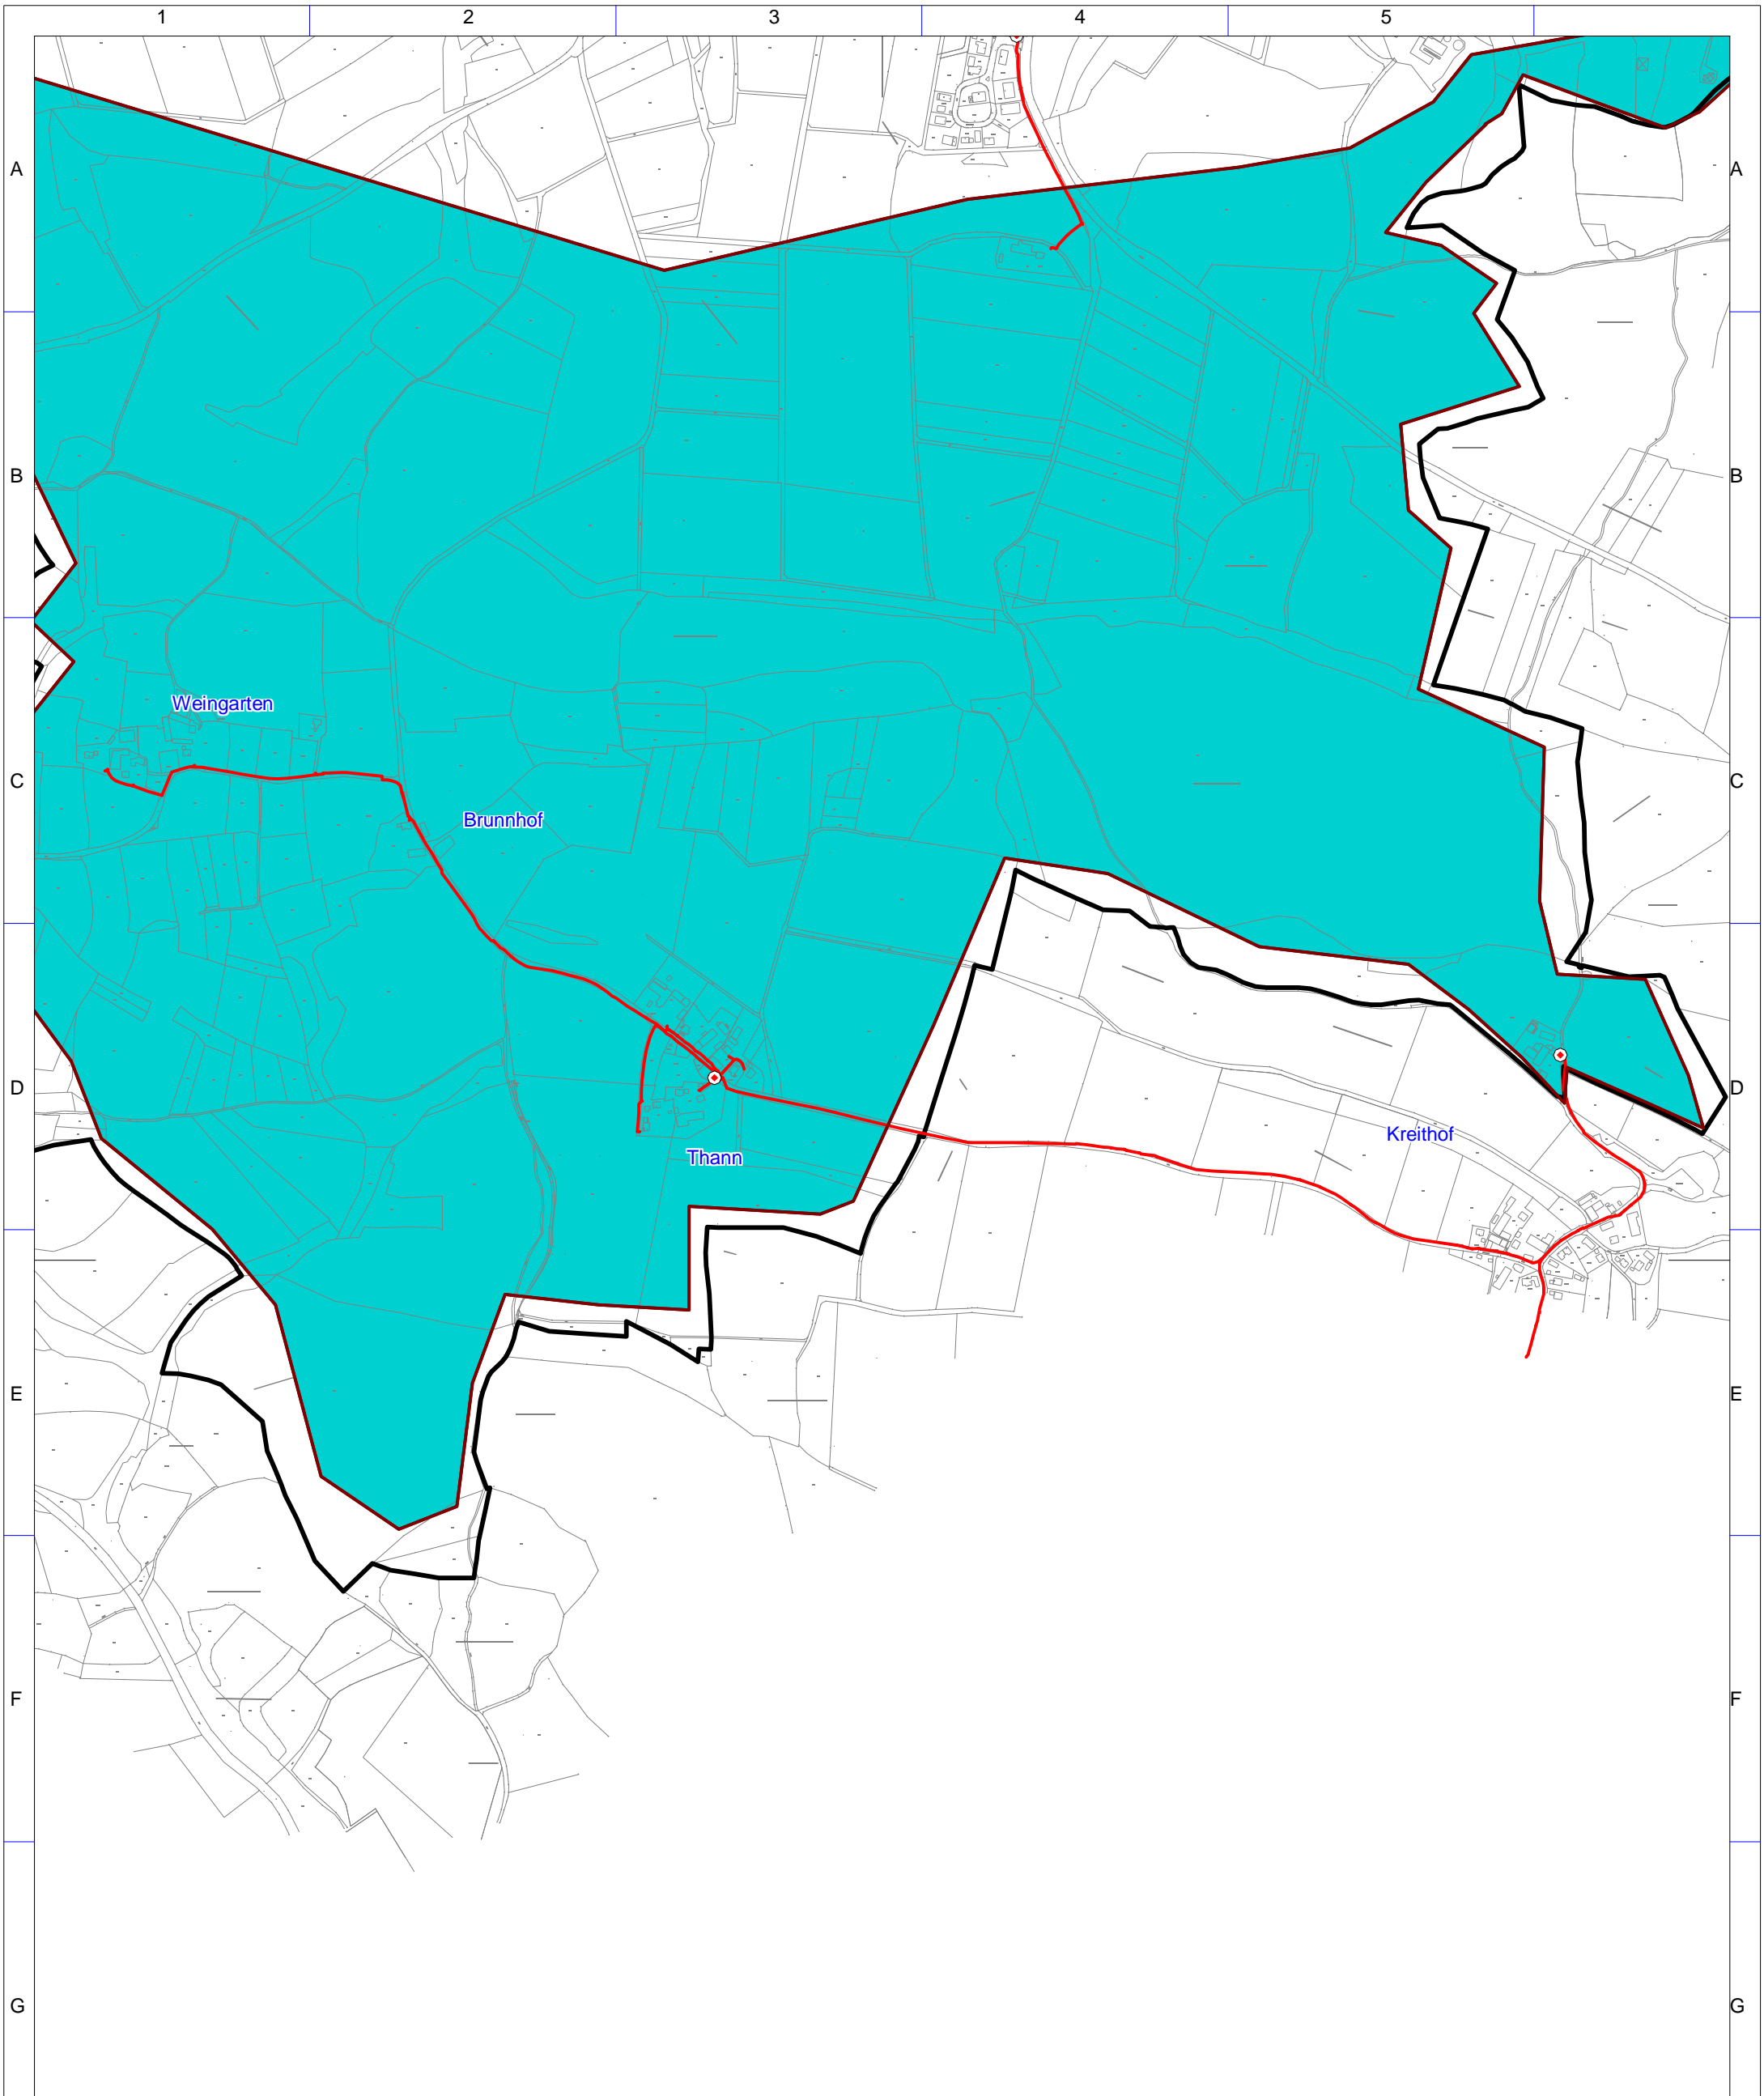 1 2 3 4 5
A A
B B
Weingarten
C C
Brunnhof
D D
Kreithof
Thann
E E
F F
G G